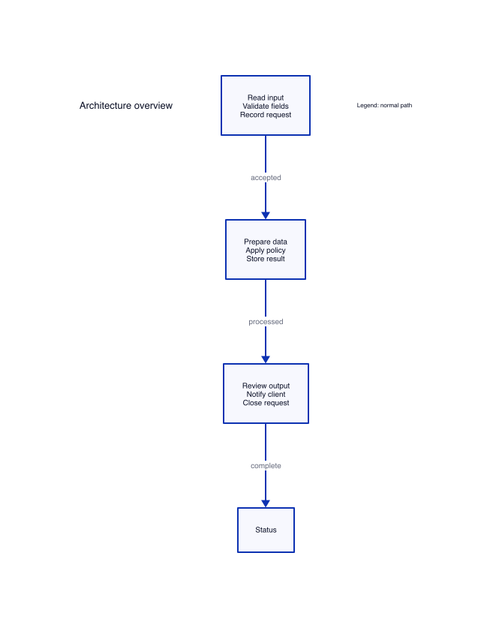 Architecture overview
Read input
Validate fields
Record request
Legend: normal path
accepted
Prepare data
Apply policy
Store result
processed
Review output
Notify client
Close request
complete
Status